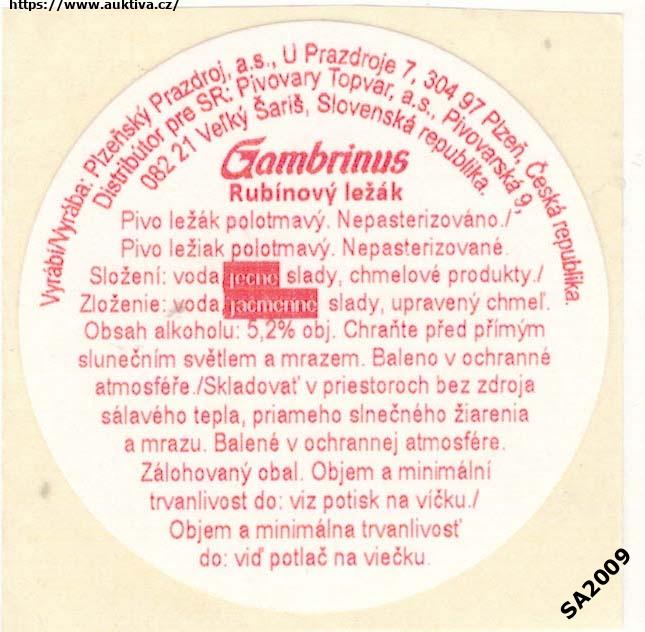 https://www.auktiva.cz/
Vyrábí/Vyrába: Plzeňský Prazdroj, a.s., U Prazdroje 7, 304 97 Plzeň, Česká republika.
Distribútor pre SR: Pivovary Topvar, a.s., Pivovarská 9,
082 21 Veľký Šariš, Slovenská republika.
Gambrinus
Rubínový ležák
Pivo ležák polotmavý. Nepasterizováno./
Pivo ležiak polotmavý. Nepasterizované.
Složení: voda, ječné slady, chmelové produkty./
Zloženie: voda, jačmenné slady, upravený chmeľ.
Obsah alkoholu: 5,2% obj. Chraňte před přímým
slunečním světlem a mrazem. Baleno v ochranné
atmosféře./Skladovať v priestoroch bez zdroja
sálavého tepla, priameho slnečného žiarenia
a mrazu. Balené v ochrannej atmosfére.
Zálohovaný obal. Objem a minimální
trvanlivost do: viz potisk na víčku./
Objem a minimálna trvanlivosť
do: viď potlač na viečku.
SA2009